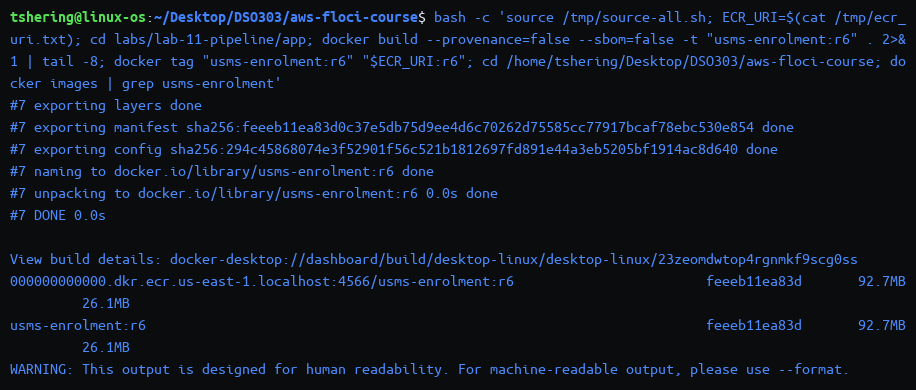 tshering@linux-os:~/Desktop/DSO303/aws-floci-course$ bash -c 'source /tmp/source-all.sh; ECR_URI=$(cat /tmp/ecr_
uri.txt); cd labs/lab-11-pipeline/app; docker build --provenance=false --sbom=false -t "usms-enrolment:r6" . 2>&
1 | tail -8; docker tag "usms-enrolment:r6" "$ECR_URI:r6"; cd /home/tshering/Desktop/DSO303/aws-floci-course; do
cker images | grep usms-enrolment'
#7 exporting layers done
#7 exporting manifest sha256:feeeb11ea83d0c37e5db75d9ee4d6c70262d75585cc77917bcaf78ebc530e854 done
#7 exporting config sha256:294c45868074e3f52901f56c521b1812697fd891e44a3eb5205bf1914ac8d640 done
#7 naming to docker.io/library/usms-enrolment:r6 done
#7 unpacking to docker.io/library/usms-enrolment:r6 0.0s done
#7 DONE 0.0s

View build details: docker-desktop://dashboard/build/desktop-linux/desktop-linux/23zeomdwtop4rgnmkf9scg0ss
000000000000.dkr.ecr.us-east-1.localhost:4566/usms-enrolment:r6                        feeeb11ea83d       92.7MB
         26.1MB
usms-enrolment:r6                                                                      feeeb11ea83d       92.7MB
         26.1MB
WARNING: This output is designed for human readability. For machine-readable output, please use --format.